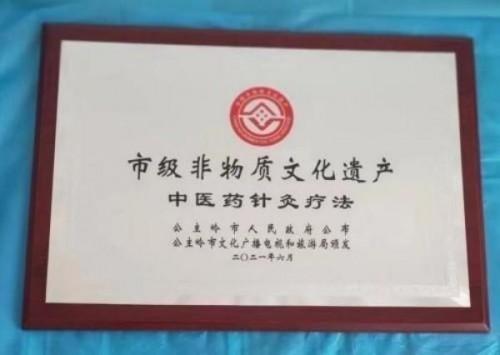 市级非物质文化遗产
中医药针灸疗法
公主岭市人民政府公布
公主岭市文化广播电视和旅游局颁发
二〇二一年六月